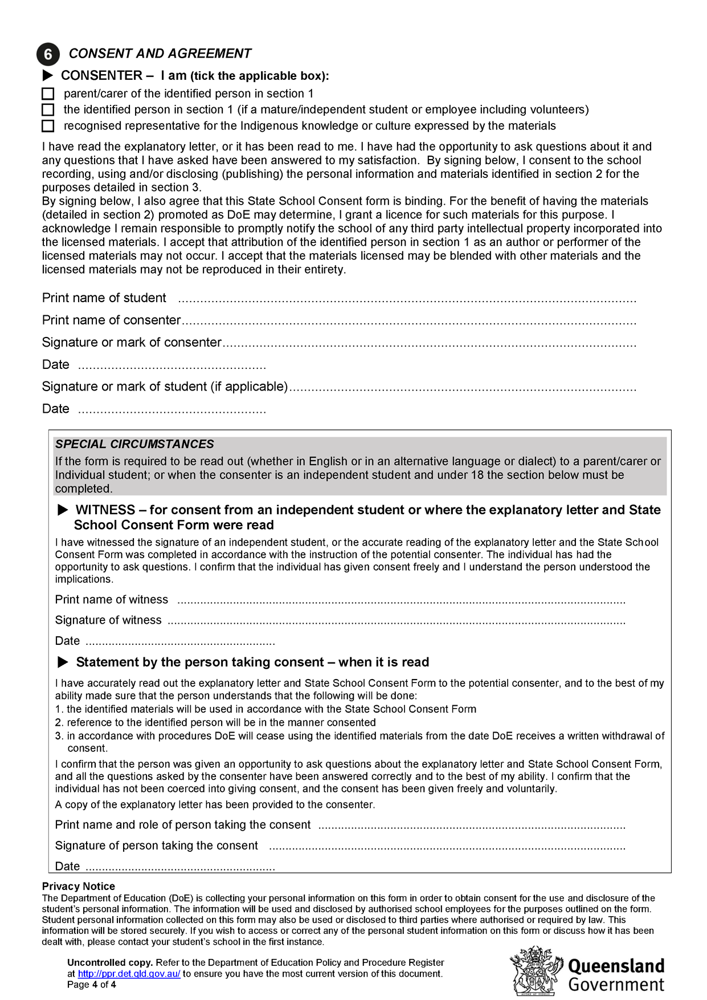 6 CONSENT AND AGREEMENT
► CONSENTER – I am (tick the applicable box):
☐ parent/carer of the identified person in section 1
☐ the identified person in section 1 (if a mature/independent student or employee including volunteers)
☐ recognised representative for the Indigenous knowledge or culture expressed by the materials
I have read the explanatory letter, or it has been read to me. I have had the opportunity to ask questions about it and
any questions that I have asked have been answered to my satisfaction. By signing below, I consent to the school
recording, using and/or disclosing (publishing) the personal information and materials identified in section 2 for the
purposes detailed in section 3.
By signing below, I also agree that this State School Consent form is binding. For the benefit of having the materials
(detailed in section 2) promoted as DoE may determine, I grant a licence for such materials for this purpose. I
acknowledge I remain responsible to promptly notify the school of any third party intellectual property incorporated into
the licensed materials. I accept that attribution of the identified person in section 1 as an author or performer of the
licensed materials may not occur. I accept that the materials licensed may be blended with other materials and the
licensed materials may not be reproduced in their entirety.
Print name of student ....................
Print name of consenter....................
Signature or mark of consenter....................
Date ....................
Signature or mark of student (if applicable)....................
Date ....................
SPECIAL CIRCUMSTANCES
If the form is required to be read out (whether in English or in an alternative language or dialect) to a parent/carer or
Individual student; or when the consenter is an independent student and under 18 the section below must be
completed.
► WITNESS – for consent from an independent student or where the explanatory letter and State
School Consent Form were read
I have witnessed the signature of an independent student, or the accurate reading of the explanatory letter and the State School
Consent Form was completed in accordance with the instruction of the potential consenter. The individual has had the
opportunity to ask questions. I confirm that the individual has given consent freely and I understand the person understood the
implications.
Print name of witness ....................
Signature of witness ....................
Date ....................
► Statement by the person taking consent – when it is read
I have accurately read out the explanatory letter and State School Consent Form to the potential consenter, and to the best of my
ability made sure that the person understands that the following will be done:
1. the identified materials will be used in accordance with the State School Consent Form
2. reference to the identified person will be in the manner consented
3. in accordance with procedures DoE will cease using the identified materials from the date DoE receives a written withdrawal of
consent.
I confirm that the person was given an opportunity to ask questions about the explanatory letter and State School Consent Form,
and all the questions asked by the consenter have been answered correctly and to the best of my ability. I confirm that the
individual has not been coerced into giving consent, and the consent has been given freely and voluntarily.
A copy of the explanatory letter has been provided to the consenter.
Print name and role of person taking the consent ....................
Signature of person taking the consent ....................
Date ....................
Privacy Notice
The Department of Education (DoE) is collecting your personal information on this form in order to obtain consent for the use and disclosure of the
student’s personal information. The information will be used and disclosed by authorised school employees for the purposes outlined on the form.
Student personal information collected on this form may also be used or disclosed to third parties where authorised or required by law. This
information will be stored securely. If you wish to access or correct any of the personal student information on this form or discuss how it has been
dealt with, please contact your student’s school in the first instance.
Uncontrolled copy. Refer to the Department of Education Policy and Procedure Register
at http://ppr.det.qld.gov.au/ to ensure you have the most current version of this document.
Page 4 of 4
AUDAX AT FIDELIS
Queensland
Government